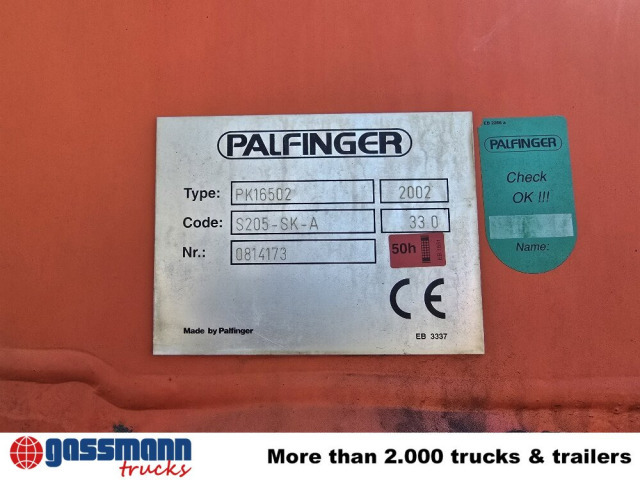 PALFINGER
Type: PK16502 2002
Code: S205-SK-A 33.0
Nr.: 0814173
50h
Made by Palfinger
EB 3337
PALFINGER
Check
OK !!!
Name:
gassmann
trucks
More than 2.000 trucks & trailers